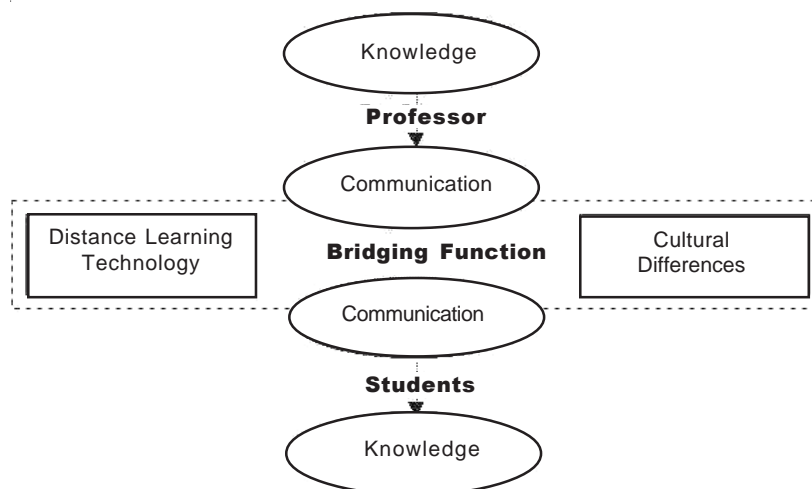 Knowledge
Professor
Communication
Distance Learning
Technology
Bridging Function
Cultural
Differences
Communication
Students
Knowledge